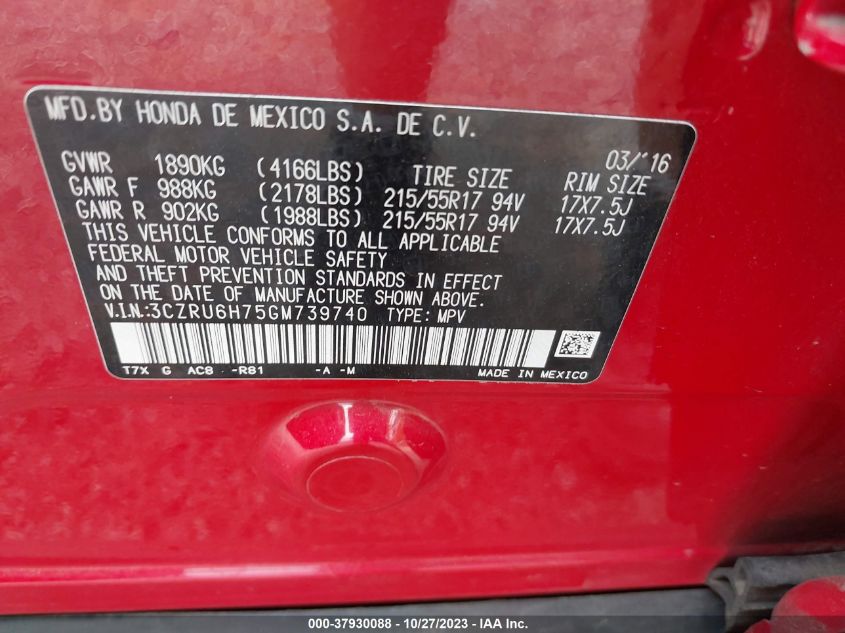 MFD.BY HONDA DE MEXICO S.A. DE C.V.
03/'16
GVWR 1890KG (4166LBS) TIRE SIZE RIM SIZE
GAWR F 988KG (2178LBS) 215/55R17 94V 17X7.5J
GAWR R 902KG (1988LBS) 215/55R17 94V 17X7.5J
THIS VEHICLE CONFORMS TO ALL APPLICABLE
FEDERAL MOTOR VEHICLE SAFETY
AND THEFT PREVENTION STANDARDS IN EFFECT
ON THE DATE OF MANUFACTURE SHOWN ABOVE.
V.I.N.:3CZRU6H75GM739740 TYPE: MPV
T7X G AC8 -R81 -A -M MADE IN MEXICO
000-37930088 - 10/27/2023 - IAA Inc.